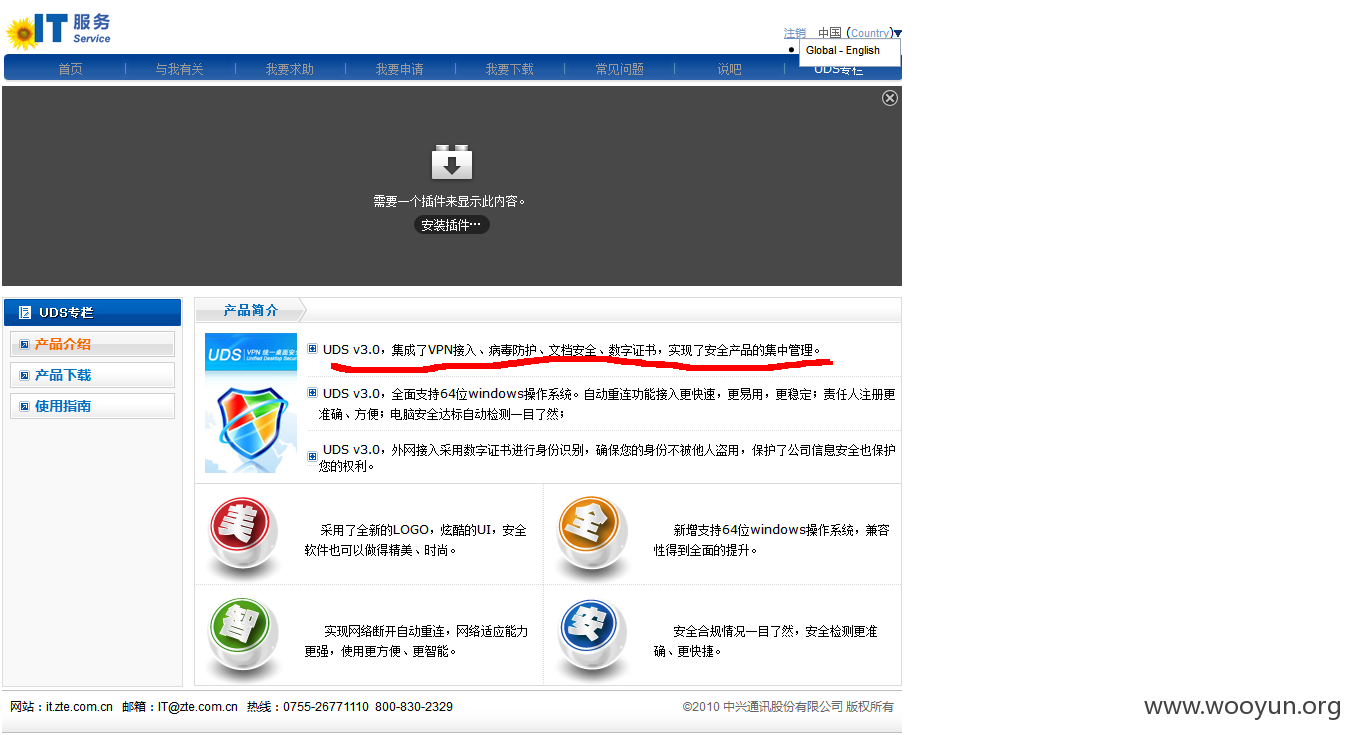 IT 服务
Service
注销 中国 (Country)
Global - English
首页 与我有关 我要求助 我要申请 我要下载 常见问题 说吧 UDS专栏
需要一个插件来显示此内容。
安装插件…
UDS专栏
产品介绍
产品下载
使用指南
产品简介
UDS VPN 统一桌面安
Unified Desktop Secur
UDS v3.0，集成了VPN接入、病毒防护、文档安全、数字证书，实现了安全产品的集中管理。
UDS v3.0，全面支持64位windows操作系统。自动重连功能接入更快速，更易用，更稳定；责任人注册更
准确、方便；电脑安全达标自动检测一目了然；
UDS v3.0，外网接入采用数字证书进行身份识别，确保您的身份不被他人盗用，保护了公司信息安全也保护
您的权利。
美
采用了全新的LOGO，炫酷的UI，安全
软件也可以做得精美、时尚。
全
新增支持64位windows操作系统，兼容
性得到全面的提升。
智
实现网络断开自动重连，网络适应能力
更强，使用更方便、更智能。
安
安全合规情况一目了然，安全检测更准
确、更快捷。
网站：it.zte.com.cn 邮箱：IT@zte.com.cn 热线：0755-26771110 800-830-2329
©2010 中兴通讯股份有限公司 版权所有
www.wooyun.org